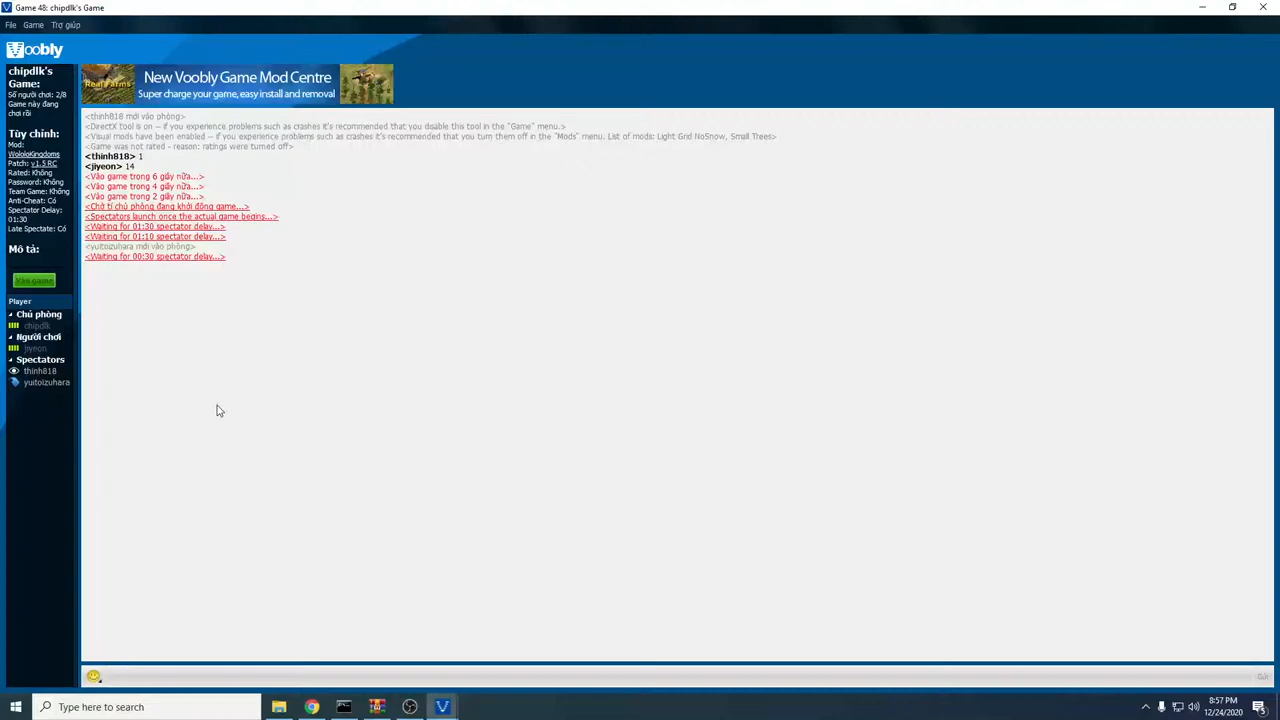 Game 48: chipdlk's Game
File Game Trợ giúp
Voobly
chipdlk's
Game:
Số người chơi: 2/8
Game này đang
chơi rồi
Tùy chỉnh:
Mod:
WololoKingdoms
Patch: v1.5 RC
Rated: Không
Password: Không
Team Game: Không
Anti-Cheat: Có
Spectator Delay:
01:30
Late Spectate: Có
Mô tả:
Vào game
Player
Chủ phòng
chipdlk
Người chơi
jiyeon
Spectators
thinh818
yuitoizuhara
Real Farms
New Voobly Game Mod Centre
Super charge your game, easy install and removal
<thinh818 mới vào phòng>
<DirectX tool is on -- if you experience problems such as crashes it's recommended that you disable this tool in the "Game" menu.>
<Visual mods have been enabled -- if you experience problems such as crashes it's recommended that you turn them off in the "Mods" menu. List of mods: Light Grid NoSnow, Small Trees>
<Game was not rated - reason: ratings were turned off>
<thinh818> 1
<jiyeon> 14
<Vào game trong 6 giây nữa...>
<Vào game trong 4 giây nữa...>
<Vào game trong 2 giây nữa...>
<Chờ tí chủ phòng đang khởi động game...>
<Spectators launch once the actual game begins...>
<Waiting for 01:30 spectator delay...>
<Waiting for 01:10 spectator delay...>
<yuitoizuhara mới vào phòng>
<Waiting for 00:30 spectator delay...>
Gửi
Type here to search
8:57 PM
12/24/2020
5